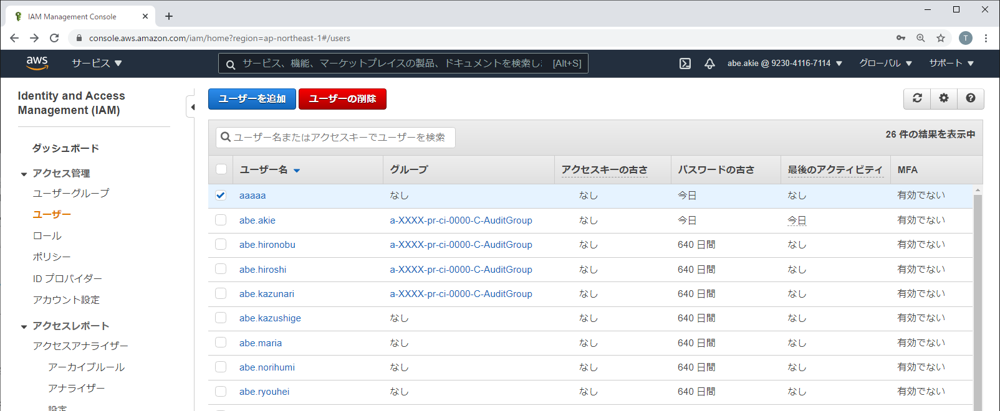 IAM Management Console
console.aws.amazon.com/iam/home?region=ap-northeast-1#/users
T
aws
サービス
サービス、機能、マーケットプレイスの製品、ドキュメントを検索し
[Alt+S]
abe.akie @ 9230-4116-7114
グローバル
サポート
Identity and Access
Management (IAM)
ダッシュボード
アクセス管理
ユーザーグループ
ユーザー
ロール
ポリシー
ID プロバイダー
アカウント設定
アクセスレポート
アクセスアナライザー
アーカイブルール
アナライザー
設定
ユーザーを追加
ユーザーの削除
ユーザー名またはアクセスキーでユーザーを検索
26 件の結果を表示中
ユーザー名 グループ アクセスキーの古さ パスワードの古さ 最後のアクティビティ MFA
aaaaa なし なし 今日 なし 有効でない
abe.akie a-XXXX-pr-ci-0000-C-AuditGroup なし 今日 今日 有効でない
abe.hironobu a-XXXX-pr-ci-0000-C-AuditGroup なし 640 日間 なし 有効でない
abe.hiroshi a-XXXX-pr-ci-0000-C-AuditGroup なし 640 日間 なし 有効でない
abe.kazunari a-XXXX-pr-ci-0000-C-AuditGroup なし 640 日間 なし 有効でない
abe.kazushige なし なし 640 日間 なし 有効でない
abe.maria なし なし 640 日間 なし 有効でない
abe.norihumi なし なし 640 日間 なし 有効でない
abe.ryouhei なし なし 640 日間 なし 有効でない